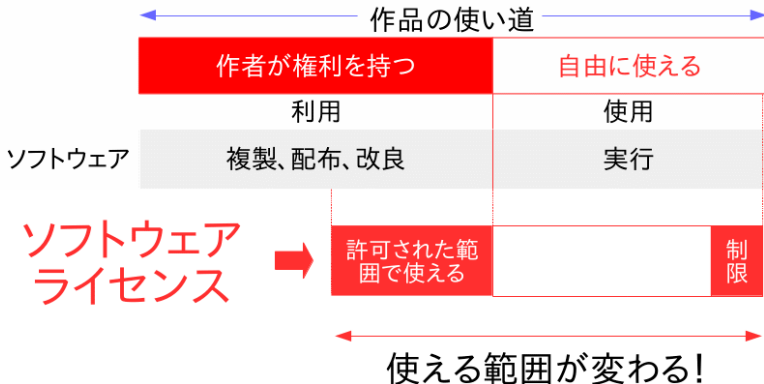 作品の使い道
作者が権利を持つ
自由に使える
利用
使用
ソフトウェア
複製、配布、改良
実行
ソフトウェア
ライセンス
許可された範
囲で使える
制
限
使える範囲が変わる!